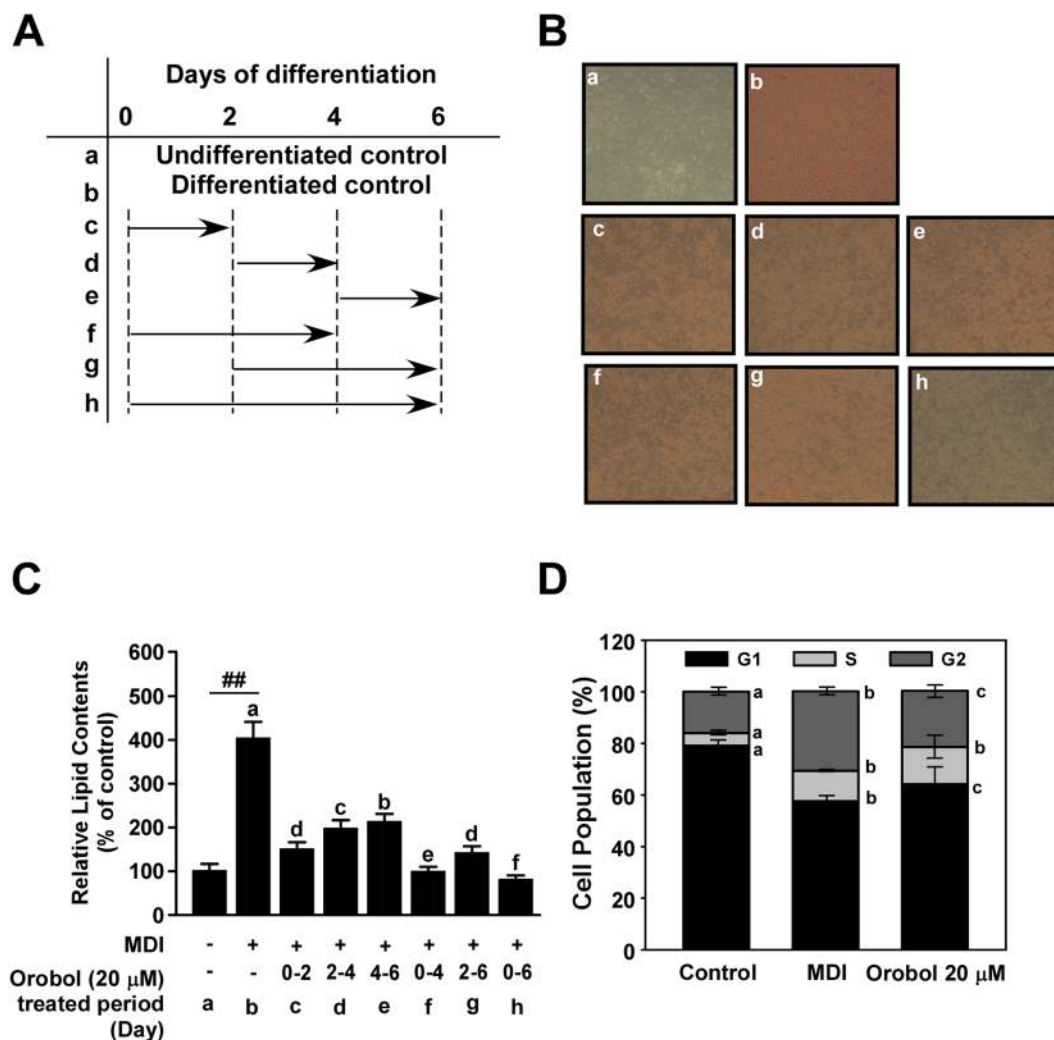 A
Days of differentiation
0 2 4 6
a Undifferentiated control
b Differentiated control
c
d
e
f
g
h
B
a b
c d e
f g h
C
Relative Lipid Contents
(% of control)
600
500
400
300
200
100
0
##
a
d c b e d f
MDI - + + + + + + +
Orobol (20 μM) - - 0-2 2-4 4-6 0-4 2-6 0-6
treated period a b c d e f g h
(Day)
D
Cell Population (%)
120
100
80
60
40
20
0
G1 S G2
a b c
a b b
a b c
Control MDI Orobol 20 μM